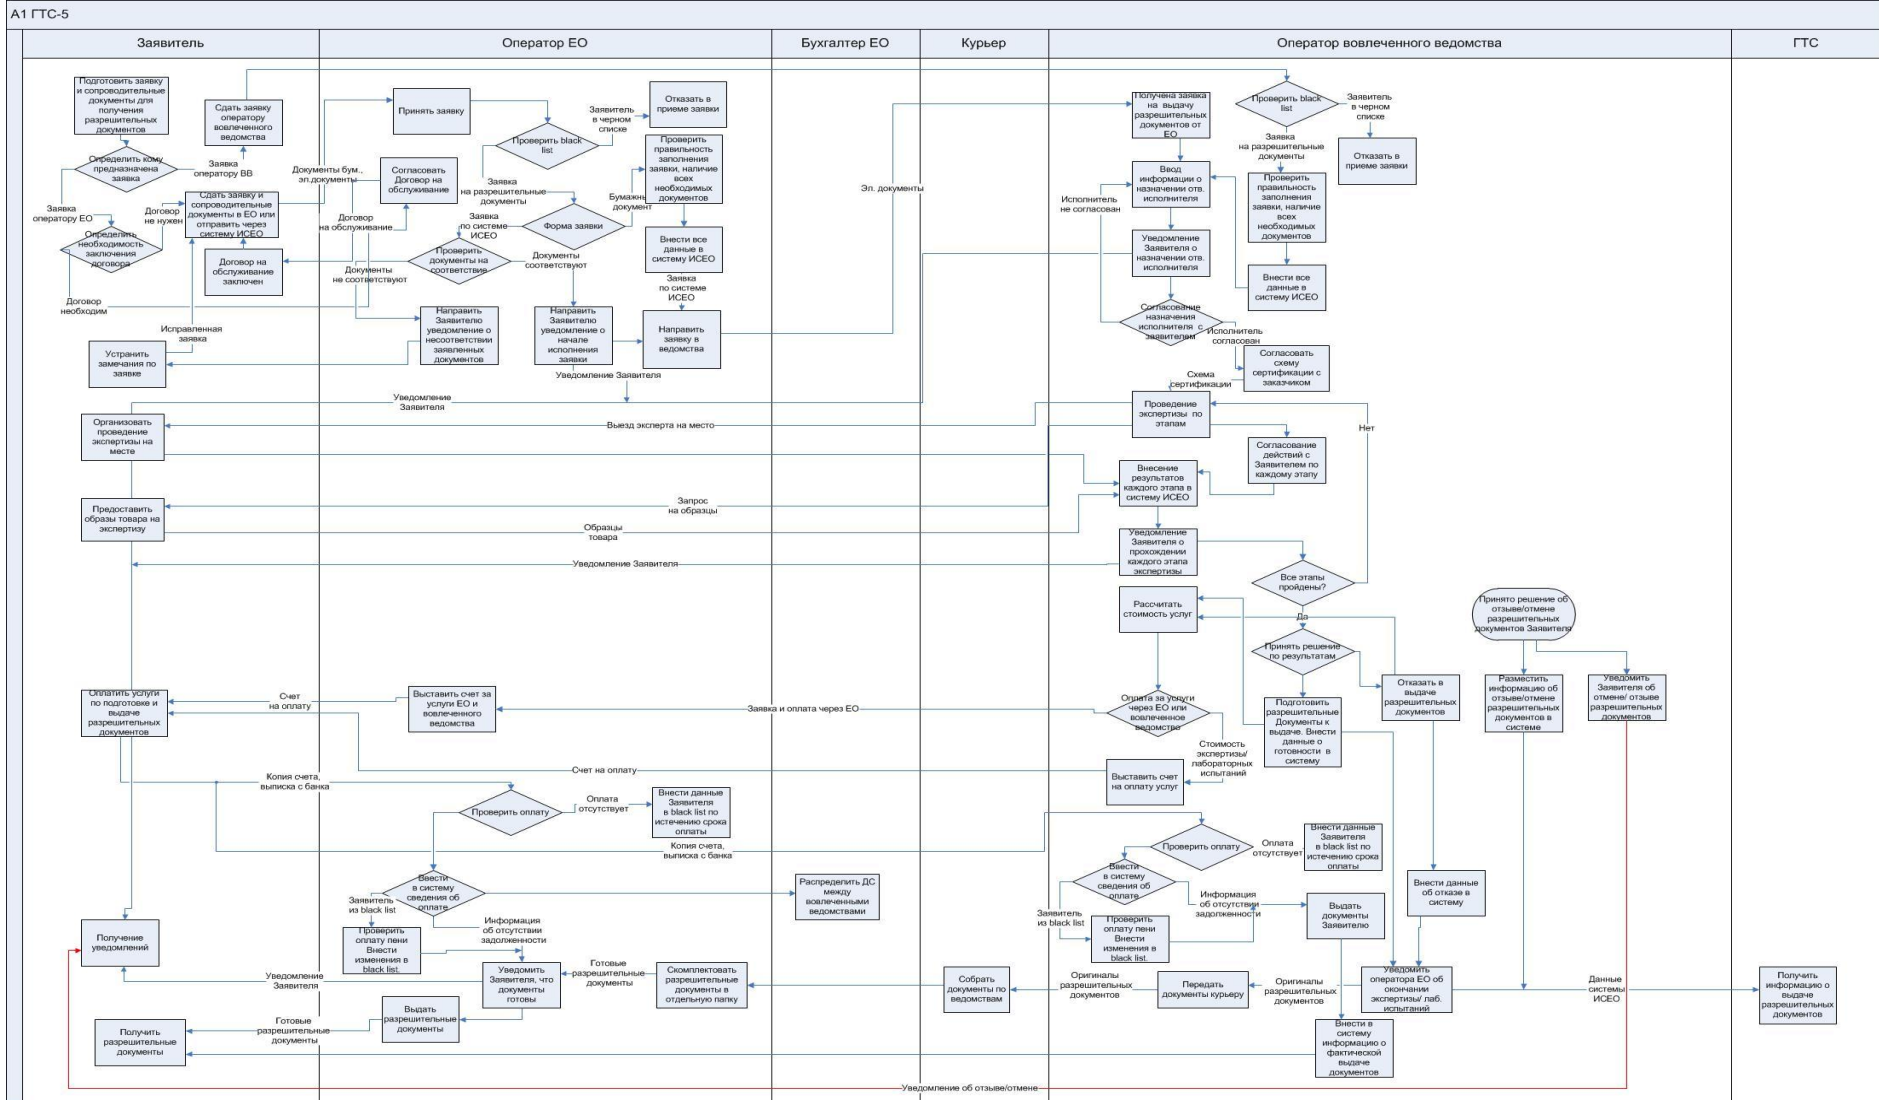 А1 ГТС-5
Заявитель
Оператор ЕО
Бухгалтер ЕО
Курьер
Оператор вовлеченного ведомства
ГТС
Подготовить заявку
и сопроводительные
документы для
получения
разрешительных
документов
Сдать заявку
оператору
вовлеченного
ведомства
Определить кому
предназначена
заявка
Заявка
оператору ВВ
Заявка
оператору ЕО
Договор
не нужен
Сдать заявку и
сопроводительные
документы в ЕО или
отправить через
систему ИСЕО
Определить
необходимость
заключения
договора
Договор на
обслуживание
заключен
Договор
необходим
Исправленная
заявка
Устранить
замечания по
заявке
Организовать
проведение
экспертизы на
месте
Предоставить
образы товара на
экспертизу
Оплатить услуги
по подготовке и
выдаче
разрешительных
документов
Получение
уведомлений
Получить
разрешительные
документы
Документы бум.,
эл.документы
Договор
на обслуживание
Документы
не соответствуют
Принять заявку
Проверить black
list
Заявитель
в черном
списке
Отказать в
приеме заявки
Согласовать
Договор на
обслуживание
Заявка
на разрешительные
документы
Проверить
правильность
заполнения
заявки, наличие
всех
необходимых
документов
Бумажный
документ
Форма заявки
Заявка
по системе
ИСЕО
Проверить
документы на
соответствие
Документы
соответствуют
Внести все
данные в
систему ИСЕО
Заявка
по системе
ИСЕО
Направить
Заявителю
уведомление о
несоответствии
заявленных
документов
Направить
Заявителю
уведомление о
начале
исполнения
заявки
Направить
заявку в
ведомства
Уведомление Заявителя
Уведомление
Заявителя
Выезд эксперта на место
Запрос
на образцы
Образцы
товара
Уведомление Заявителя
Счет
на оплату
Выставить счет за
услуги ЕО и
вовлеченного
ведомства
Заявка и оплата через ЕО
Счет на оплату
Копия счета,
выписка с банка
Проверить оплату
Оплата
отсутствует
Внести данные
Заявителя
в black list по
истечению срока
оплаты
Копия счета,
выписка с банка
Ввести
в систему
сведения об
оплате
Заявитель
из black list
Информация
об отсутствии
задолженности
Проверить
оплату пени
Внести
изменения в
black list.
Уведомить
Заявителя, что
документы
готовы
Готовые
разрешительные
документы
Скомплектовать
разрешительные
документы в
отдельную папку
Уведомление
Заявителя
Выдать
разрешительные
документы
Готовые
разрешительные
документы
Распределить ДС
между
вовлеченными
ведомствами
Эл. документы
Собрать
документы по
ведомствам
Получена заявка
на выдачу
разрешительных
документов от
ЕО
Проверить black
list
Заявитель
в черном
списке
Отказать в
приеме заявки
Заявка
на разрешительные
документы
Ввод
информации о
назначении отв.
исполнителя
Проверить
правильность
заполнения
заявки, наличие
всех
необходимых
документов
Исполнитель
не согласован
Уведомление
Заявителя о
назначении отв.
исполнителя
Внести все
данные в
систему ИСЕО
Согласование
назначения
исполнителя с
заявителем
Исполнитель
согласован
Согласовать
схему
сертификации с
заказчиком
Схема
сертификации
Проведение
экспертизы по
этапам
Нет
Согласование
действий с
Заявителем по
каждому этапу
Внесение
результатов
каждого этапа в
систему ИСЕО
Уведомление
Заявителя о
прохождении
каждого этапа
экспертизы
Все этапы
пройдены?
Да
Рассчитать
стоимость услуг
Принять решение
по результатам
Принято решение об
отзыве/отмене
разрешительных
документов Заявителя
Отказать в
выдаче
разрешительных
документов
Разместить
информацию об
отзыве/отмене
разрешительных
документов в
системе
Уведомить
Заявителя об
отмене/ отзыве
разрешительных
документов
Оплата за услуги
через ЕО или
вовлеченное
ведомство
Подготовить
разрешительные
Документы к
выдаче. Внести
данные о
готовности в
систему
Стоимость
экспертизы/
лабораторных
испытаний
Выставить счет
на оплату услуг
Проверить оплату
Оплата
отсутствует
Внести данные
Заявителя
в black list по
истечению срока
оплаты
Ввести
в систему
сведения об
оплате
Информация
об отсутствии
задолженности
Выдать
документы
Заявителю
Внести данные
об отказе в
систему
Заявитель
из black list
Проверить
оплату пени
Внести
изменения в
black list.
Оригиналы
разрешительных
документов
Передать
документы курьеру
Оригиналы
разрешительных
документов
Уведомить
оператора ЕО об
окончании
экспертизы/ лаб.
испытаний
Данные
системы
ИСЕО
Получить
информацию о
выдаче
разрешительных
документов
Внести в
систему
информацию о
фактической
выдаче
документов
Уведомление об отзыве/отмене